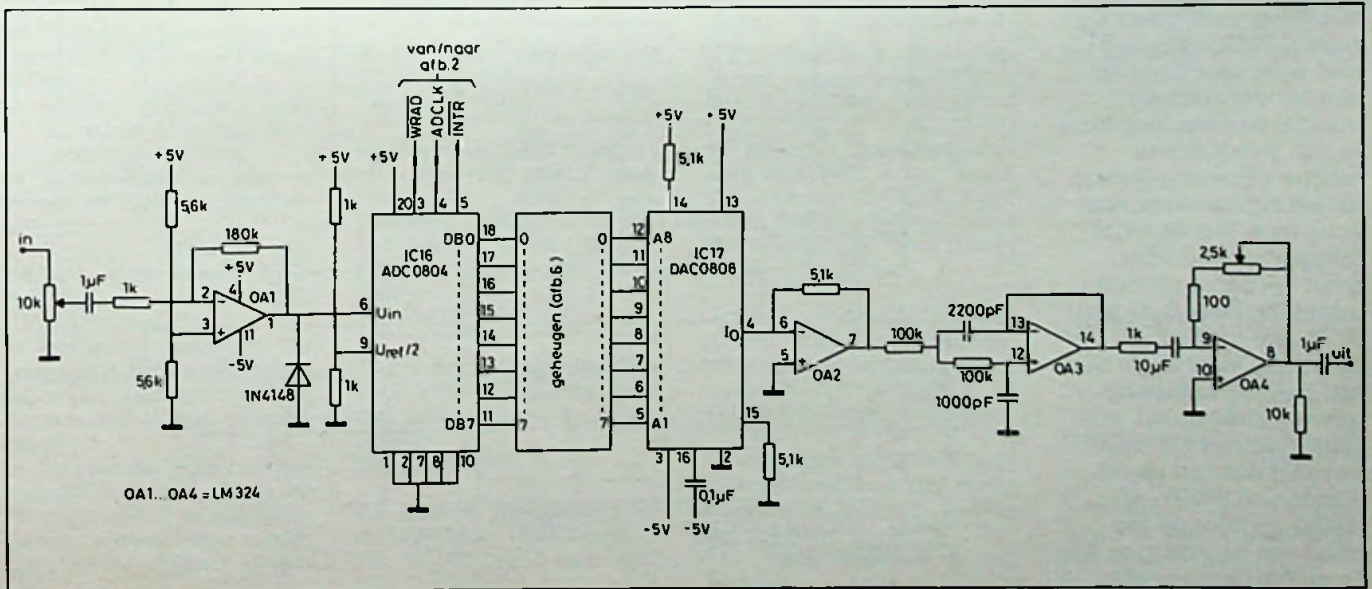 van/naar
afb.2
WRAD
ADCLK
INTR
+5V
+5V
+5V
+5V
+5V
5,1k
5,6k
1k
20
3
4
5
14
13
180k
IC16
ADC0804
DB0
18
0
0
12
A8
IC17
DAC0808
in
10k
1µF
1k
2
+5V
4
OA1
3
1
11
-5V
5,6k
1N4148
6
Uin
9
Uref/2
1k
17
16
15
14
13
12
DB7
11
7
geheugen (afb.6)
7
11
10
9
8
7
6
5
A1
1
2
7
8
10
IO
4
15
5,1k
3
16
2
0,1µF
-5V
-5V
5,1k
6
5
7
OA2
100k
2200pF
100k
1000pF
13
12
14
OA3
1k
10µF
100
2,5k
9
10
8
OA4
1µF
uit
10k
OA1...OA4 = LM324